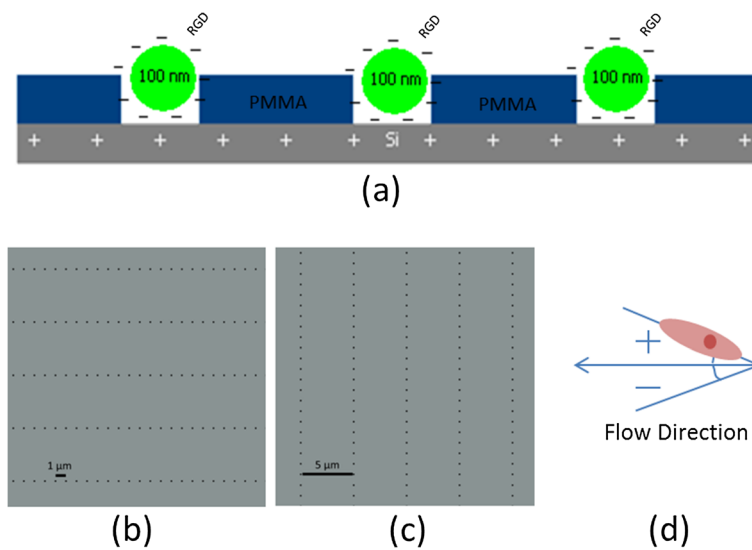 RGD RGD RGD
100 nm 100 nm 100 nm
PMMA PMMA
+ + + + + + Si + + + + + +
(a)
1 μm
5 μm
+
−
Flow Direction
(b) (c) (d)